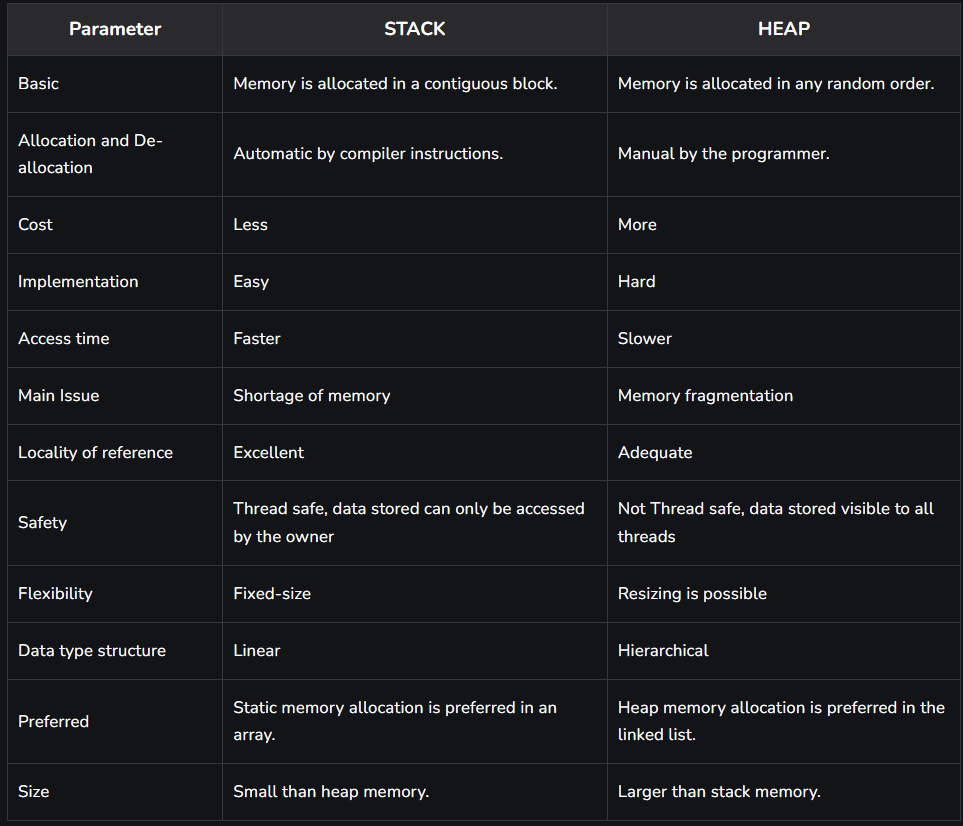 Parameter STACK HEAP
Basic Memory is allocated in a contiguous block. Memory is allocated in any random order.
Allocation and De-
allocation Automatic by compiler instructions. Manual by the programmer.
Cost Less More
Implementation Easy Hard
Access time Faster Slower
Main Issue Shortage of memory Memory fragmentation
Locality of reference Excellent Adequate
Safety Thread safe, data stored can only be accessed
by the owner Not Thread safe, data stored visible to all
threads
Flexibility Fixed-size Resizing is possible
Data type structure Linear Hierarchical
Preferred Static memory allocation is preferred in an
array. Heap memory allocation is preferred in the
linked list.
Size Small than heap memory. Larger than stack memory.